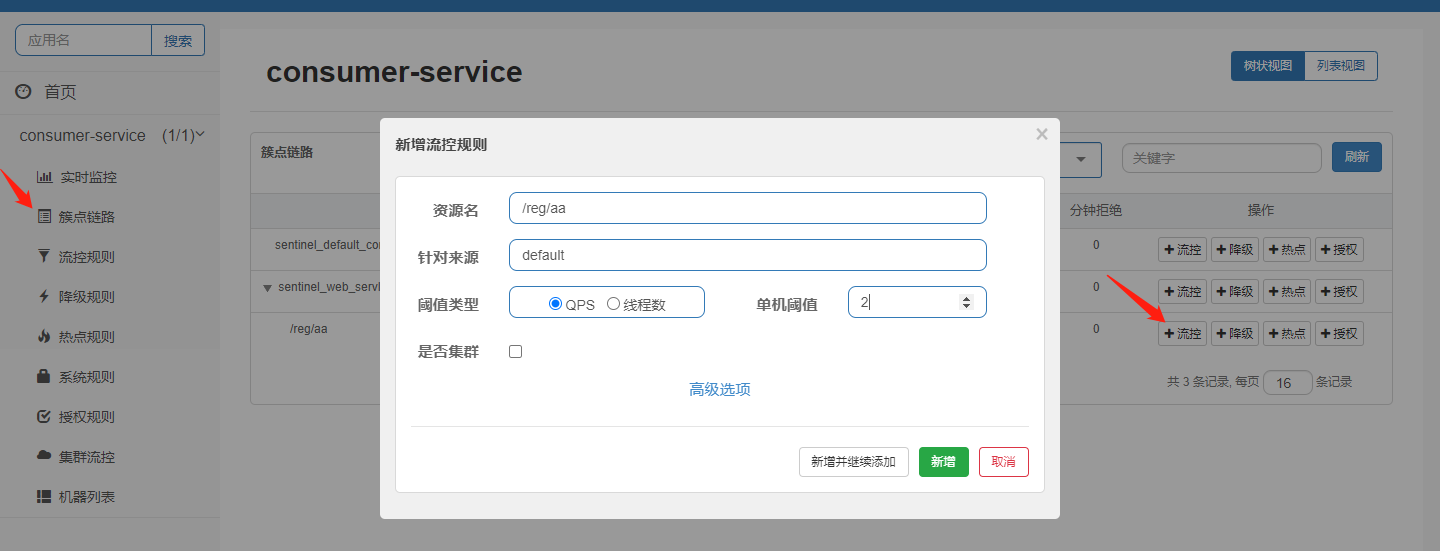 应用名 搜索
首页
consumer-service (1/1)
实时监控
簇点链路
流控规则
降级规则
热点规则
系统规则
授权规则
集群流控
机器列表
consumer-service
树状视图 列表视图
簇点链路
关键字 刷新
分钟拒绝 操作
sentinel_default_con
0 流控 降级 热点 授权
sentinel_web_servl
0 流控 降级 热点 授权
/reg/aa
0 流控 降级 热点 授权
共 3 条记录, 每页 16 条记录
新增流控规则 ×
资源名 /reg/aa
针对来源 default
阈值类型 QPS 线程数 单机阈值 2
是否集群
高级选项
新增并继续添加 新增 取消